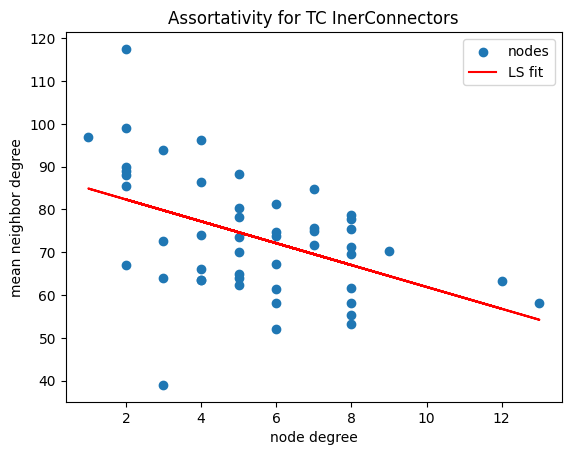 Assortativity for TC InerConnectors
nodes
LS fit
mean neighbor degree
120
110
100
90
80
70
60
50
40
2 4 6 8 10 12
node degree